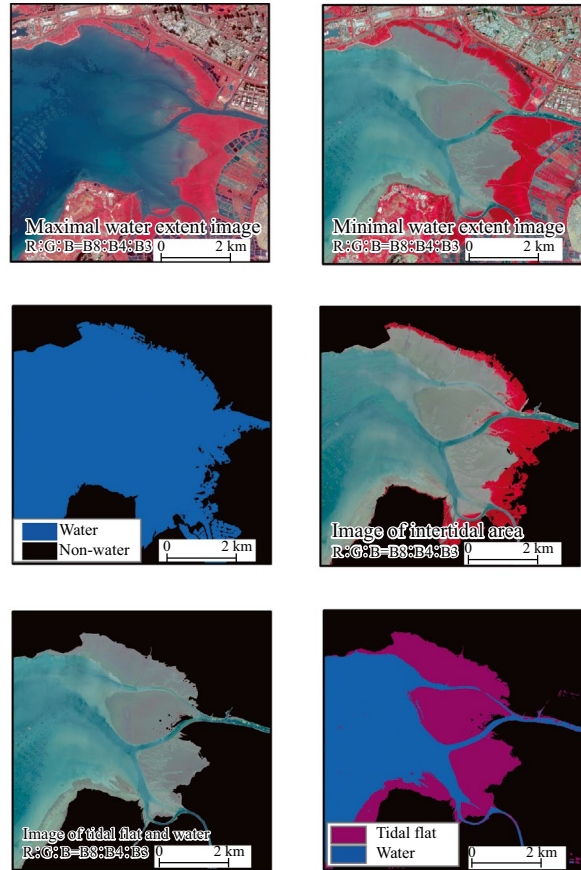 Maximal water extent image
R:G:B=B8:B4:B3
0 2 km
Minimal water extent image
R:G:B=B8:B4:B3
0 2 km
Water
Non-water
0 2 km
Image of intertidal area
R:G:B=B8:B4:B3
0 2 km
Image of tidal flat and water
R:G:B=B8:B4:B3
0 2 km
Tidal flat
Water
0 2 km